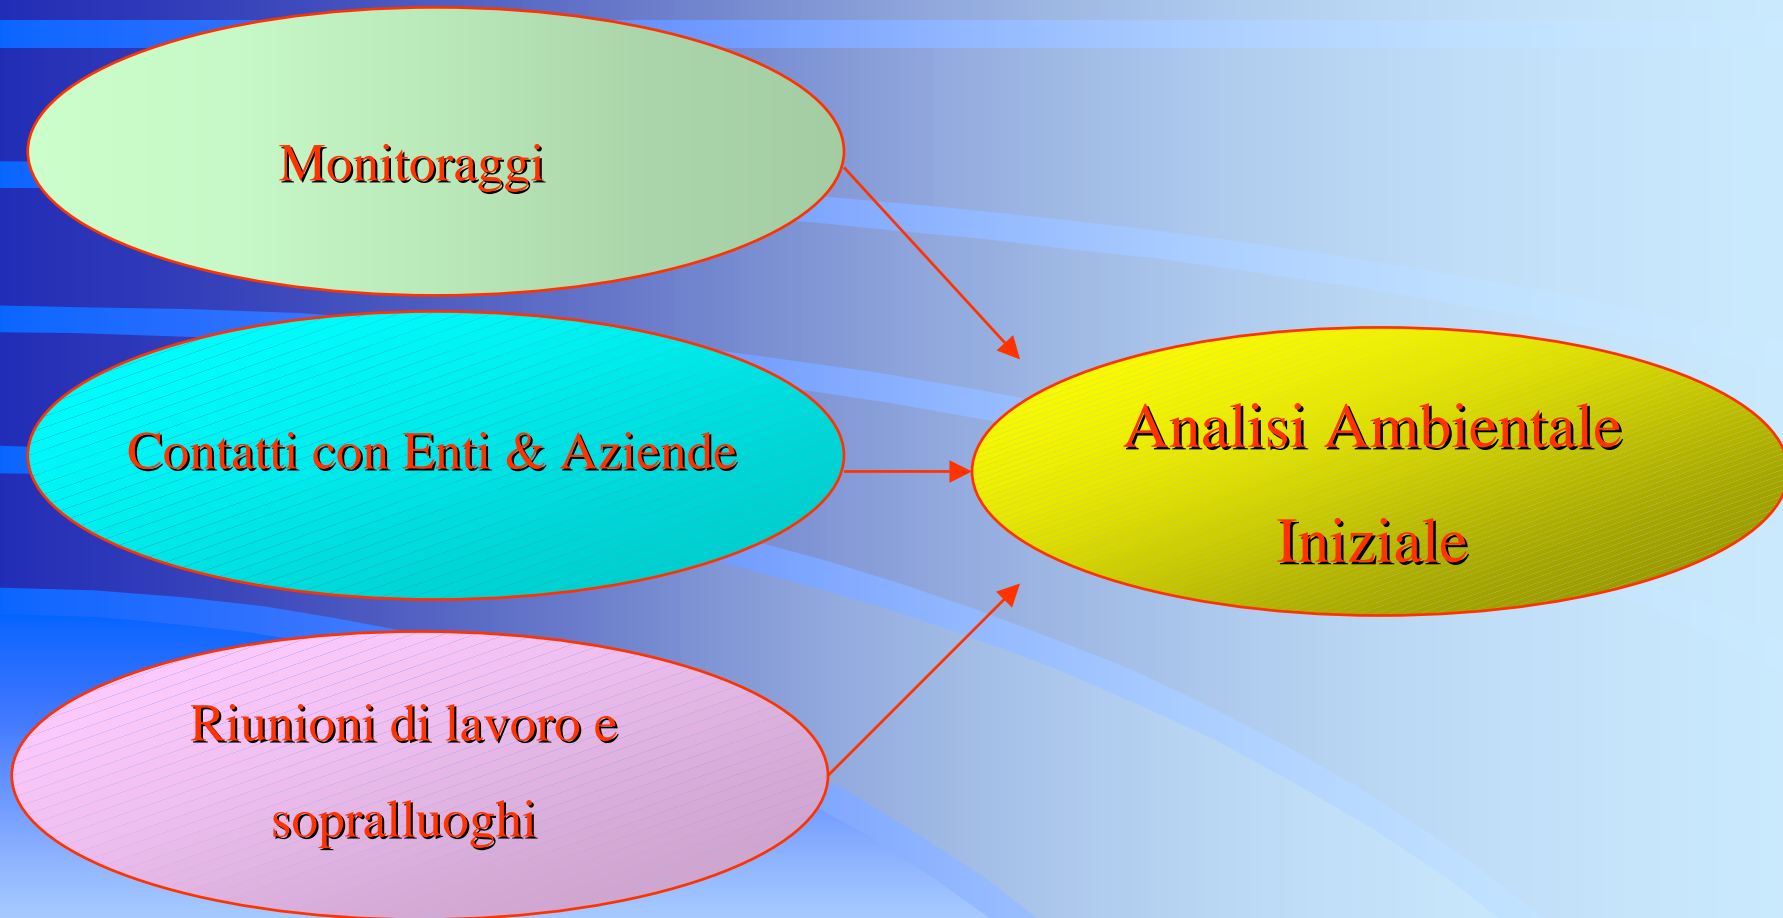 Monitoraggi
Contatti con Enti & Aziende
Riunioni di lavoro e
sopralluoghi
Analisi Ambientale
Iniziale